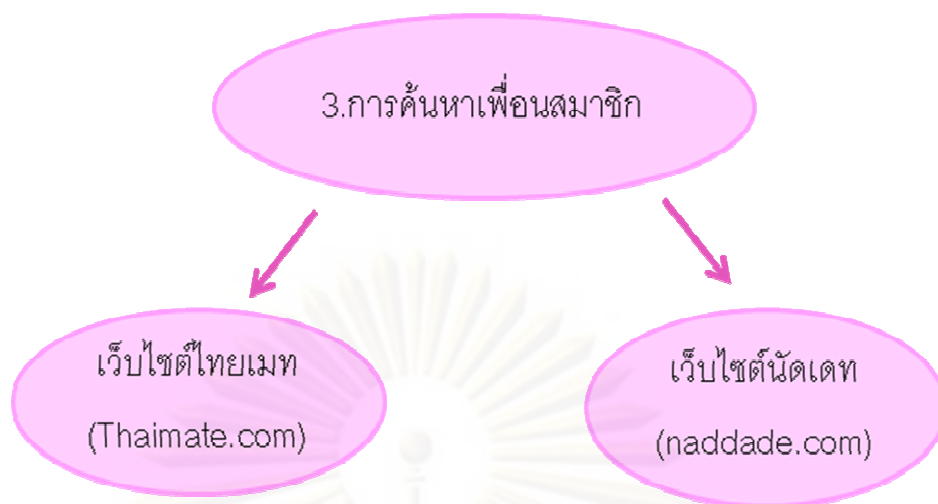 3.การค้นหาเพื่อนสมาชิก
เว็บไซต์ไทยเมท
(Thaimate.com)
เว็บไซต์นัดเดท
(naddade.com)